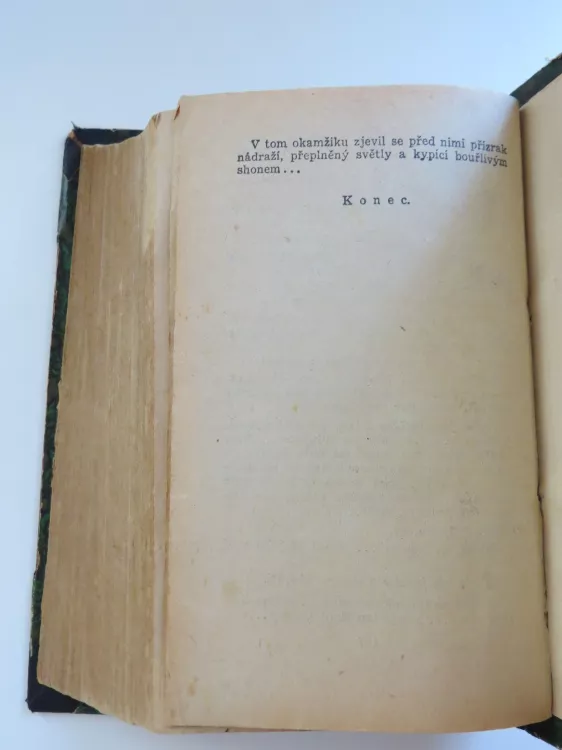 V tom okamžiku zjevil se před nimi přízrak
nádraží, přeplněný světly a kypící bouřlivým
shonem...
Konec.